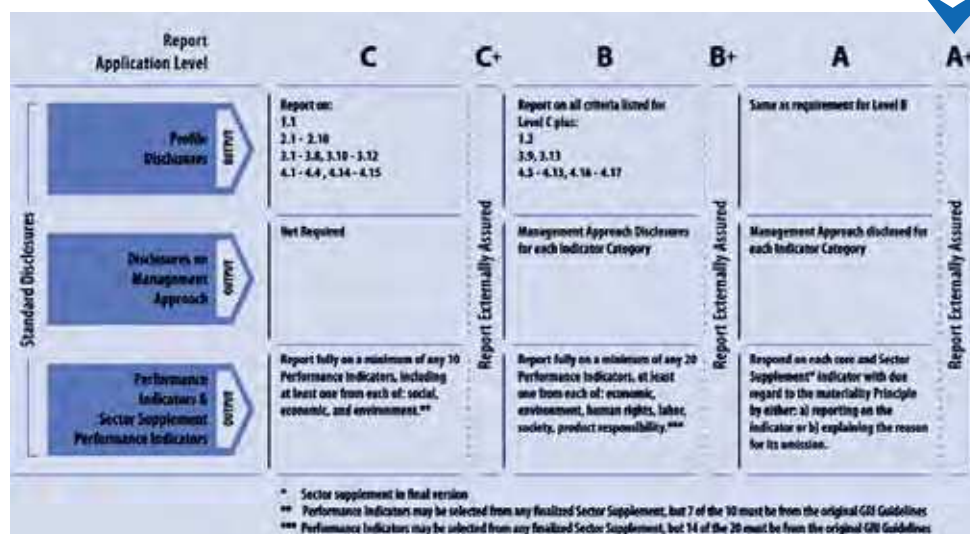 Report
Application Level
C
C+
B
B+
A
A+
Standard Disclosures
Profile
Disclosures
OUTPUT
Report on:
1.1
2.1 - 2.10
3.1 - 3.8, 3.10 - 3.12
4.1 - 4.4 , 4.14 - 4.15
Report on all criteria listed for
Level C plus:
1.2
3.9, 3.13
4.5 - 4.13, 4.16 - 4.17
Same as requirement for Level B
Disclosures on
Management
Approach
OUTPUT
Not Required
Management Approach Disclosures
for each Indicator Category
Management Approach disclosed for
each Indicator Category
Performance
Indicators &
Sector Supplement
Performance Indicators
OUTPUT
Report fully on a minimum of any 10
Performance Indicators, including
at least one from each of: social,
economic, and environment.**
Report fully on a minimum of any 20
Performance Indicators, at least
one from each of: economic,
environment, human rights, labor,
society, product responsibility.***
Respond on each core and Sector
Supplement* indicator with due
regard to the materiality Principle
by either: a) reporting on the
indicator or b) explaining the reason
for its omission.
Report Externally Assured
Report Externally Assured
Report Externally Assured
* Sector supplement in final version
** Performance Indicators may be selected from any finalized Sector Supplement, but 7 of the 10 must be from the original GRI Guidelines
*** Performance Indicators may be selected from any finalized Sector Supplement, but 14 of the 20 must be from the original GRI Guidelines